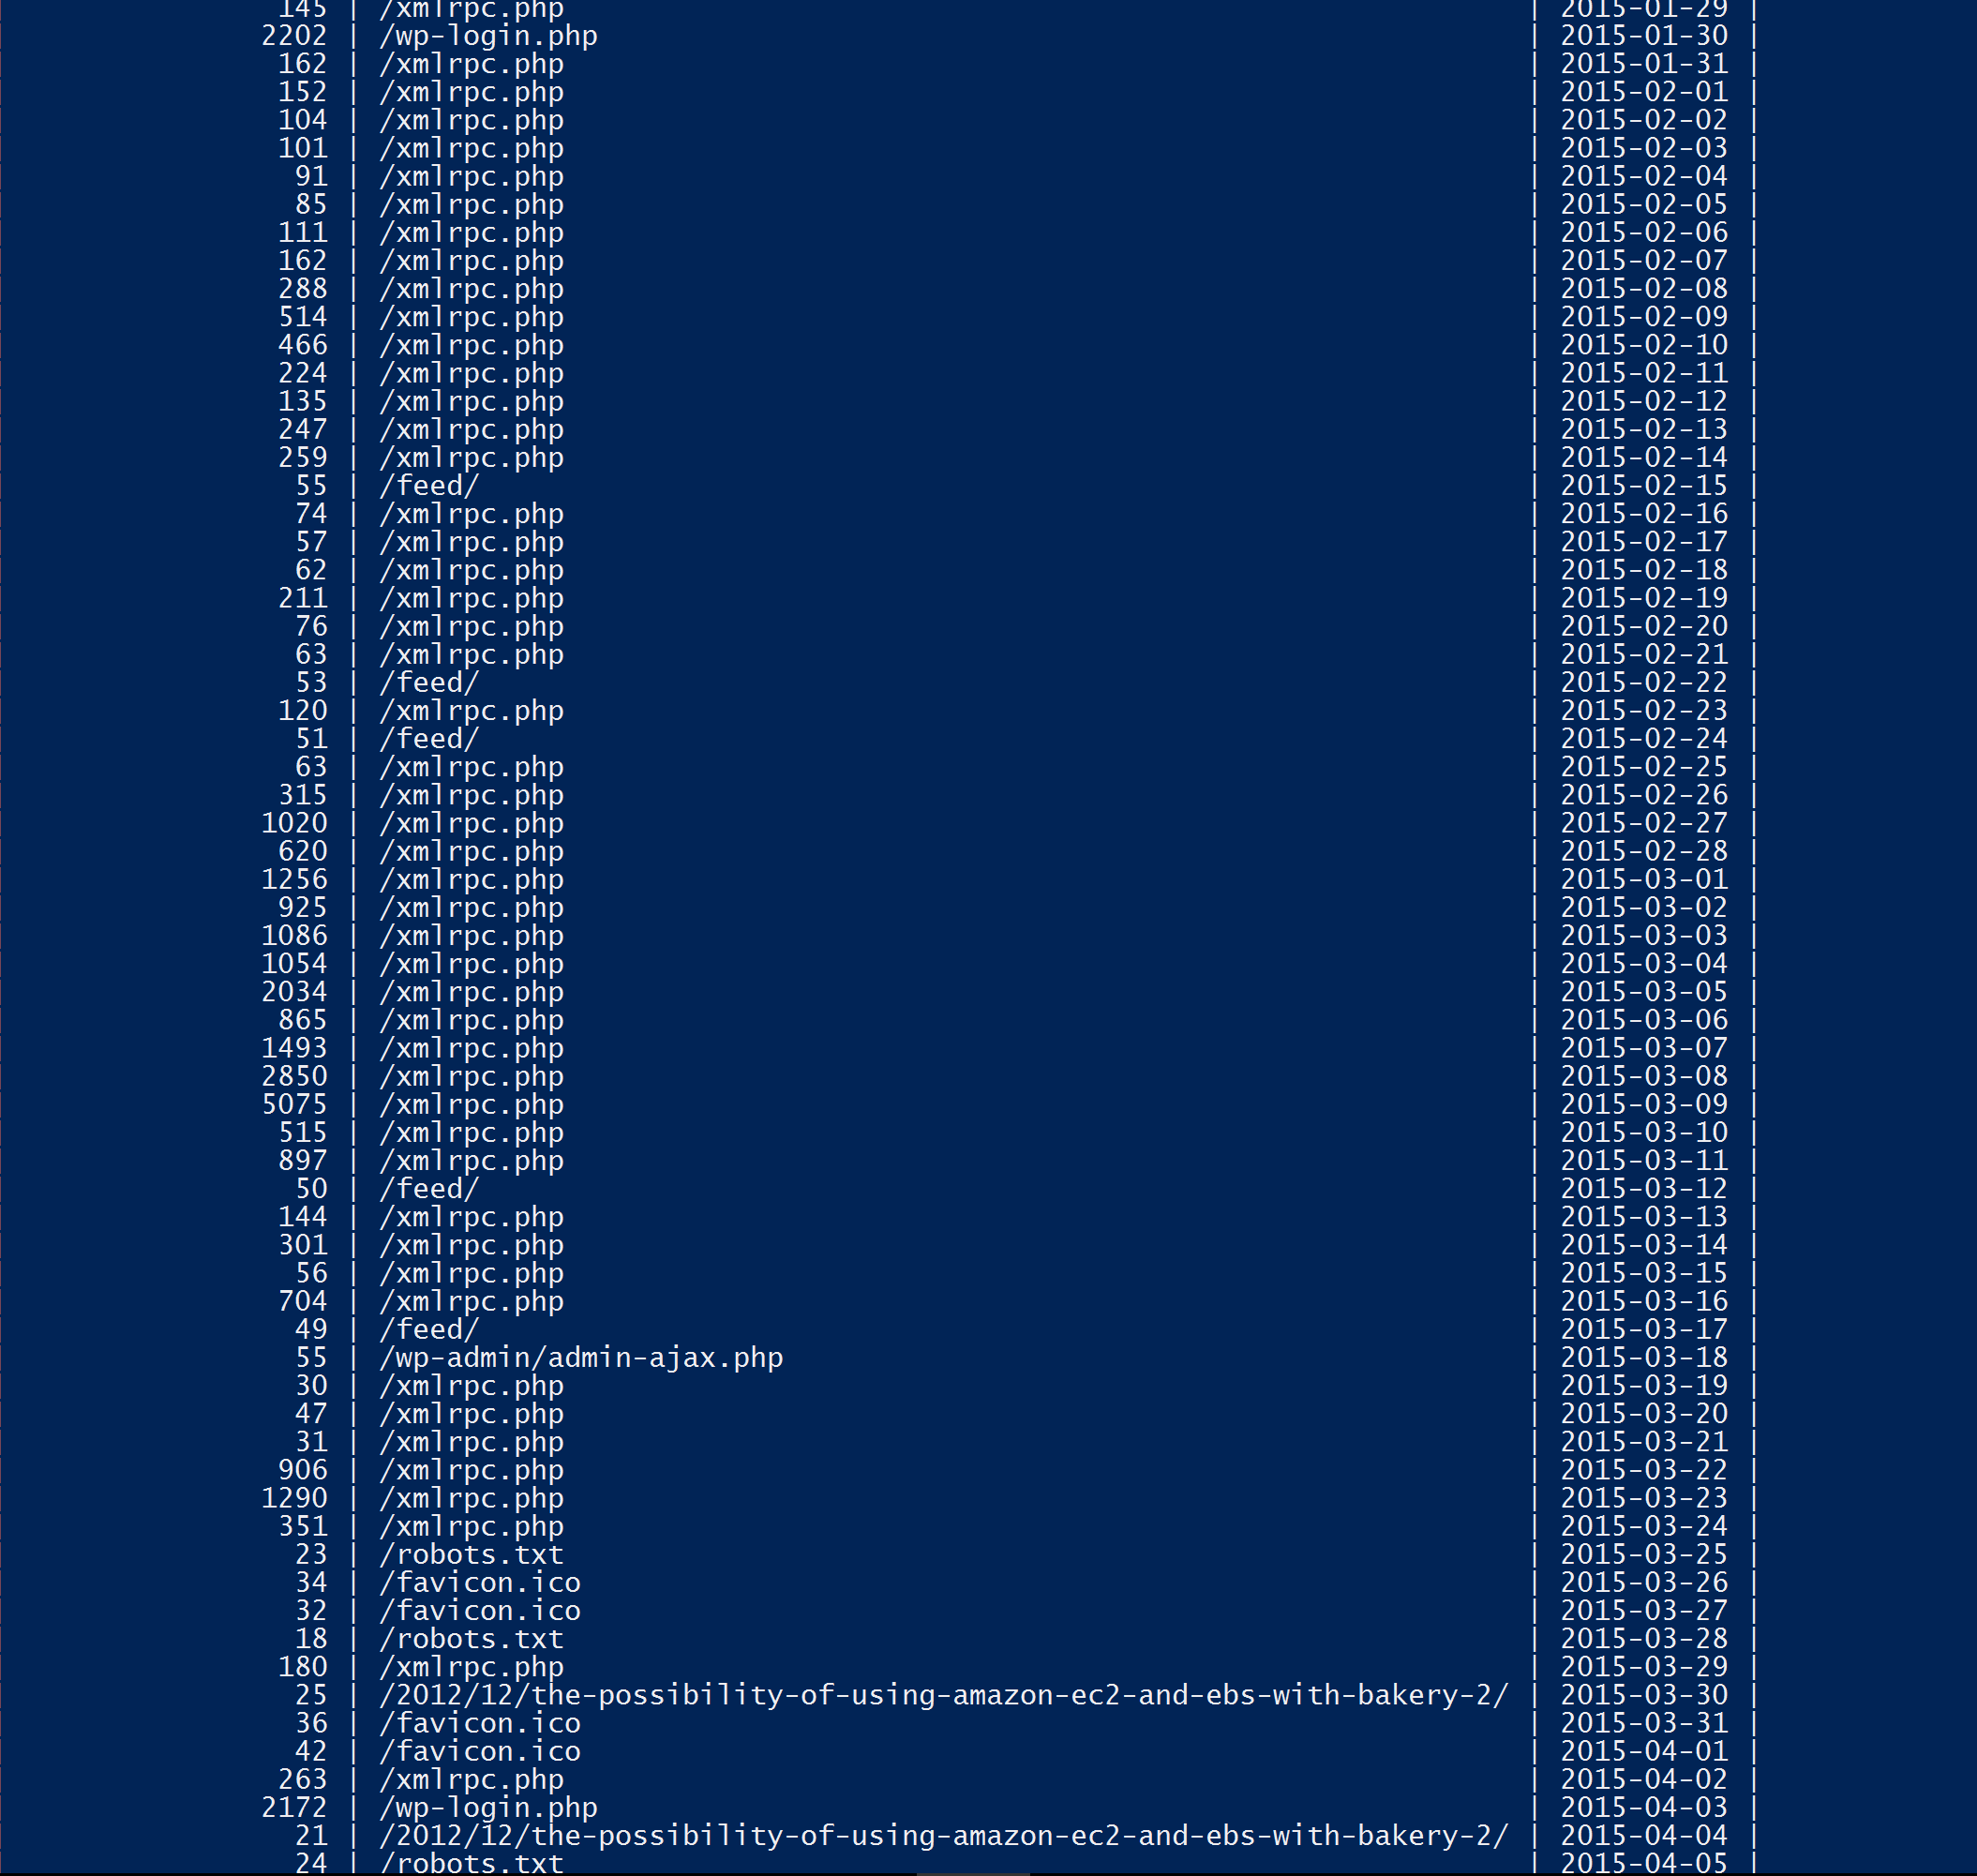 145 | /xmlrpc.php | 2015-01-29 |
2202 | /wp-login.php | 2015-01-30 |
162 | /xmlrpc.php | 2015-01-31 |
152 | /xmlrpc.php | 2015-02-01 |
104 | /xmlrpc.php | 2015-02-02 |
101 | /xmlrpc.php | 2015-02-03 |
91 | /xmlrpc.php | 2015-02-04 |
85 | /xmlrpc.php | 2015-02-05 |
111 | /xmlrpc.php | 2015-02-06 |
162 | /xmlrpc.php | 2015-02-07 |
288 | /xmlrpc.php | 2015-02-08 |
514 | /xmlrpc.php | 2015-02-09 |
466 | /xmlrpc.php | 2015-02-10 |
224 | /xmlrpc.php | 2015-02-11 |
135 | /xmlrpc.php | 2015-02-12 |
247 | /xmlrpc.php | 2015-02-13 |
259 | /xmlrpc.php | 2015-02-14 |
55 | /feed/ | 2015-02-15 |
74 | /xmlrpc.php | 2015-02-16 |
57 | /xmlrpc.php | 2015-02-17 |
62 | /xmlrpc.php | 2015-02-18 |
211 | /xmlrpc.php | 2015-02-19 |
76 | /xmlrpc.php | 2015-02-20 |
63 | /xmlrpc.php | 2015-02-21 |
53 | /feed/ | 2015-02-22 |
120 | /xmlrpc.php | 2015-02-23 |
51 | /feed/ | 2015-02-24 |
63 | /xmlrpc.php | 2015-02-25 |
315 | /xmlrpc.php | 2015-02-26 |
1020 | /xmlrpc.php | 2015-02-27 |
620 | /xmlrpc.php | 2015-02-28 |
1256 | /xmlrpc.php | 2015-03-01 |
925 | /xmlrpc.php | 2015-03-02 |
1086 | /xmlrpc.php | 2015-03-03 |
1054 | /xmlrpc.php | 2015-03-04 |
2034 | /xmlrpc.php | 2015-03-05 |
865 | /xmlrpc.php | 2015-03-06 |
1493 | /xmlrpc.php | 2015-03-07 |
2850 | /xmlrpc.php | 2015-03-08 |
5075 | /xmlrpc.php | 2015-03-09 |
515 | /xmlrpc.php | 2015-03-10 |
897 | /xmlrpc.php | 2015-03-11 |
50 | /feed/ | 2015-03-12 |
144 | /xmlrpc.php | 2015-03-13 |
301 | /xmlrpc.php | 2015-03-14 |
56 | /xmlrpc.php | 2015-03-15 |
704 | /xmlrpc.php | 2015-03-16 |
49 | /feed/ | 2015-03-17 |
55 | /wp-admin/admin-ajax.php | 2015-03-18 |
30 | /xmlrpc.php | 2015-03-19 |
47 | /xmlrpc.php | 2015-03-20 |
31 | /xmlrpc.php | 2015-03-21 |
906 | /xmlrpc.php | 2015-03-22 |
1290 | /xmlrpc.php | 2015-03-23 |
351 | /xmlrpc.php | 2015-03-24 |
23 | /robots.txt | 2015-03-25 |
34 | /favicon.ico | 2015-03-26 |
32 | /favicon.ico | 2015-03-27 |
18 | /robots.txt | 2015-03-28 |
180 | /xmlrpc.php | 2015-03-29 |
25 | /2012/12/the-possibility-of-using-amazon-ec2-and-ebs-with-bakery-2/ | 2015-03-30 |
36 | /favicon.ico | 2015-03-31 |
42 | /favicon.ico | 2015-04-01 |
263 | /xmlrpc.php | 2015-04-02 |
2172 | /wp-login.php | 2015-04-03 |
21 | /2012/12/the-possibility-of-using-amazon-ec2-and-ebs-with-bakery-2/ | 2015-04-04 |
24 | /robots.txt | 2015-04-05 |